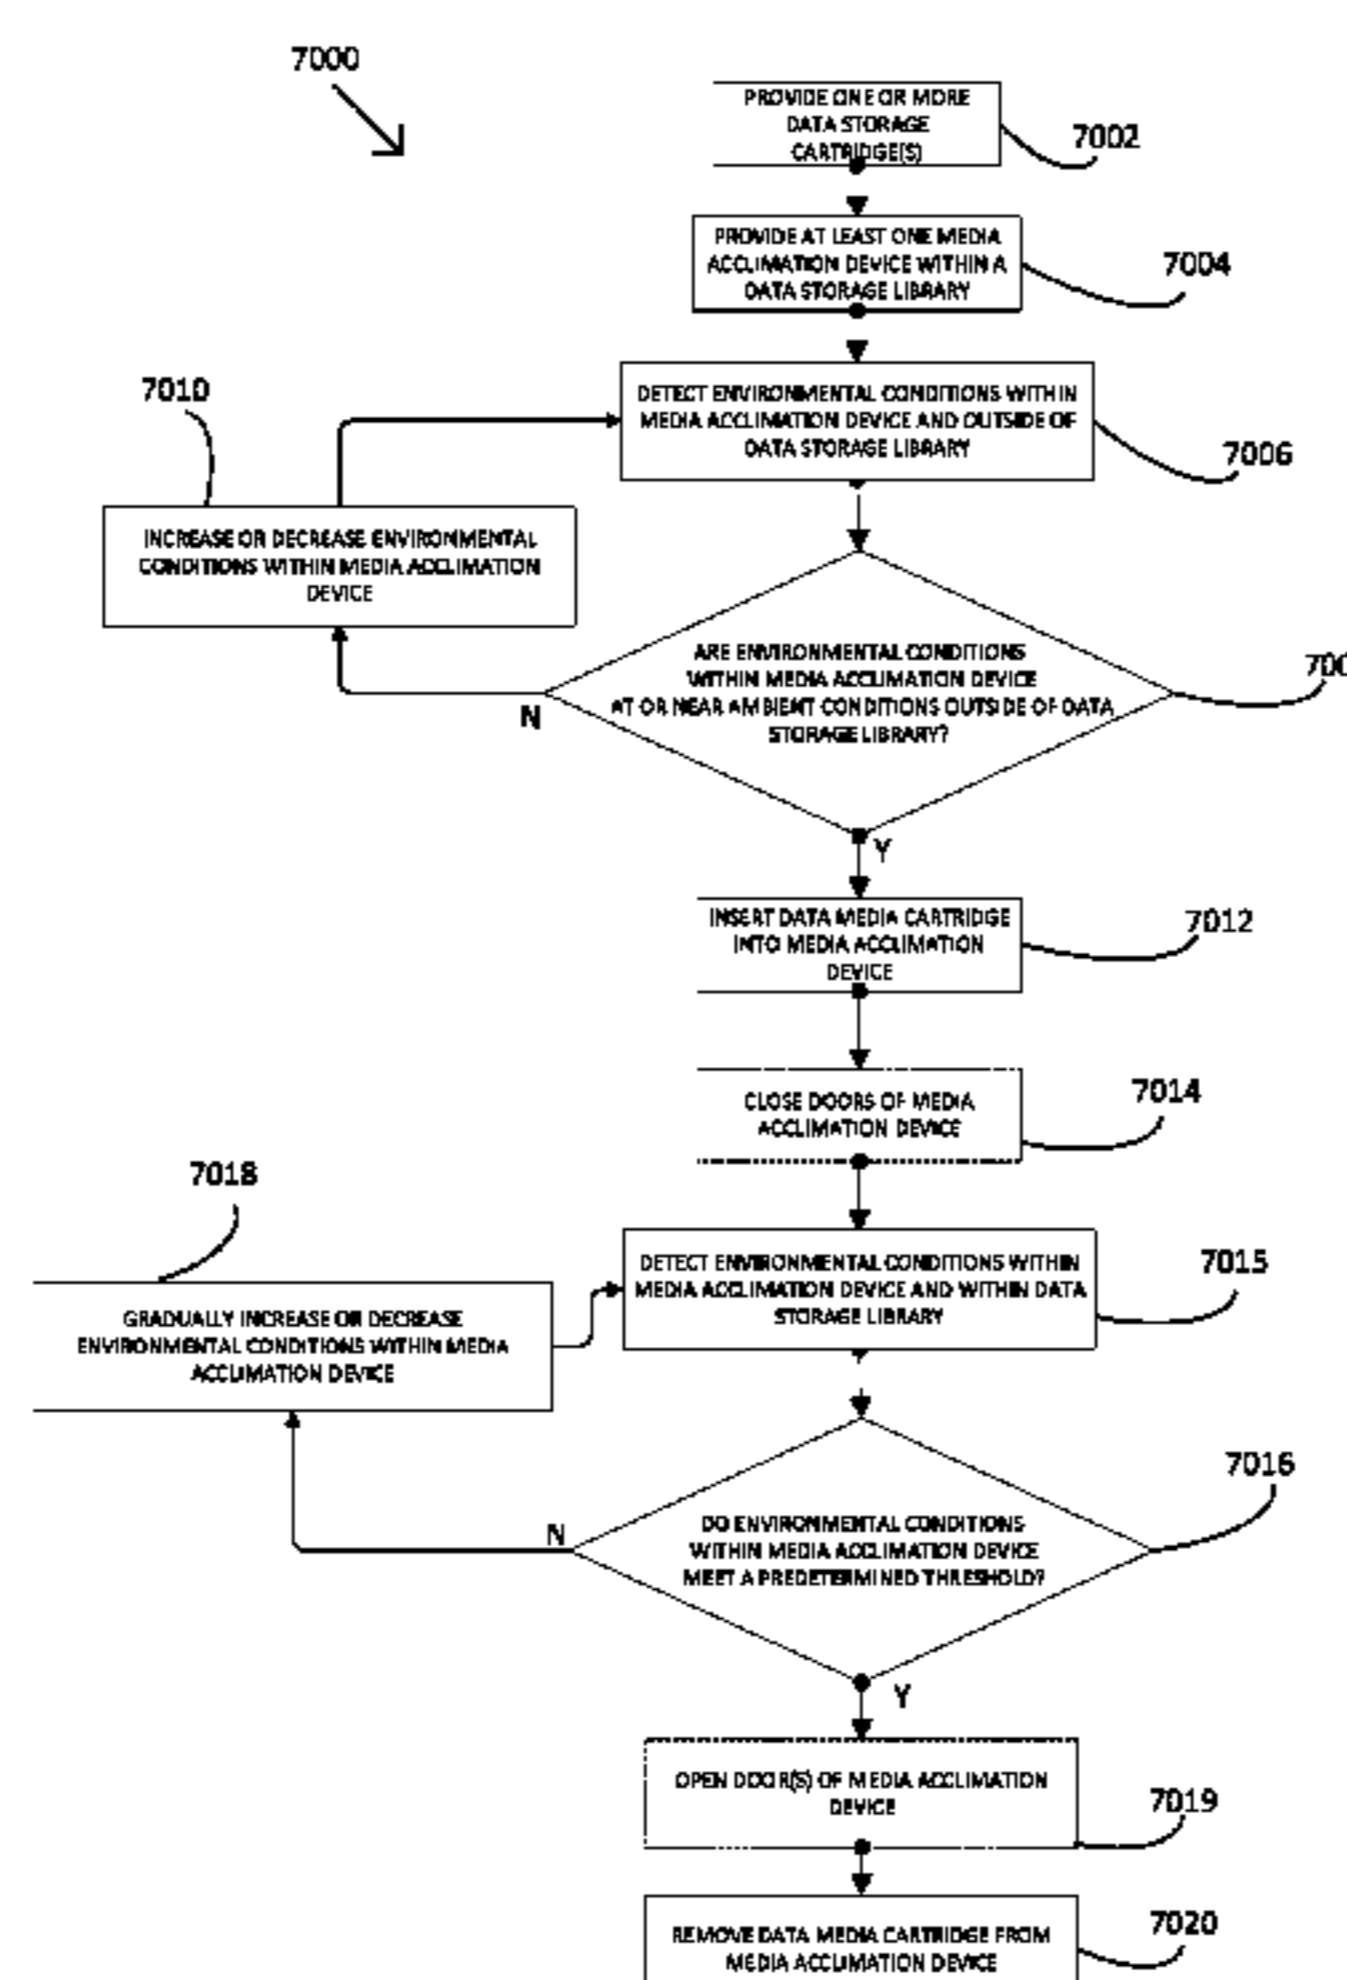 7000
PROVIDE ONE OR MORE
DATA STORAGE
CARTRIDGE(S)
7002
PROVIDE AT LEAST ONE MEDIA
ACCLIMATION DEVICE WITHIN A
DATA STORAGE LIBRARY
7004
DETECT ENVIRONMENTAL CONDITIONS WITHIN
MEDIA ACCLIMATION DEVICE AND OUTSIDE OF
DATA STORAGE LIBRARY
7006
7010
INCREASE OR DECREASE ENVIRONMENTAL
CONDITIONS WITHIN MEDIA ACCLIMATION
DEVICE
ARE ENVIRONMENTAL CONDITIONS
WITHIN MEDIA ACCLIMATION DEVICE
AT OR NEAR AMBIENT CONDITIONS OUTSIDE OF DATA
STORAGE LIBRARY?
N
Y
INSERT DATA MEDIA CARTRIDGE
INTO MEDIA ACCLIMATION
DEVICE
7012
CLOSE DOORS OF MEDIA
ACCLIMATION DEVICE
7014
7018
DETECT ENVIRONMENTAL CONDITIONS WITHIN
MEDIA ACCLIMATION DEVICE AND WITHIN DATA
STORAGE LIBRARY
7015
GRADUALLY INCREASE OR DECREASE
ENVIRONMENTAL CONDITIONS WITHIN MEDIA
ACCLIMATION DEVICE
DO ENVIRONMENTAL CONDITIONS
WITHIN MEDIA ACCLIMATION DEVICE
MEET A PREDETERMINED THRESHOLD?
7016
N
Y
OPEN DOOR(S) OF MEDIA ACCLIMATION
DEVICE
7019
REMOVE DATA MEDIA CARTRIDGE FROM
MEDIA ACCLIMATION DEVICE
7020